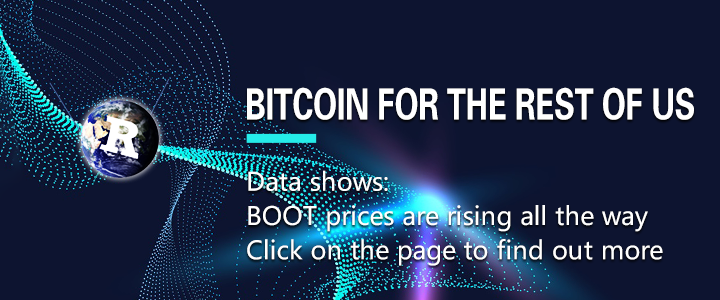 R
BITCOIN FOR THE REST OF US
Data shows:
BOOT prices are rising all the way
Click on the page to find out more